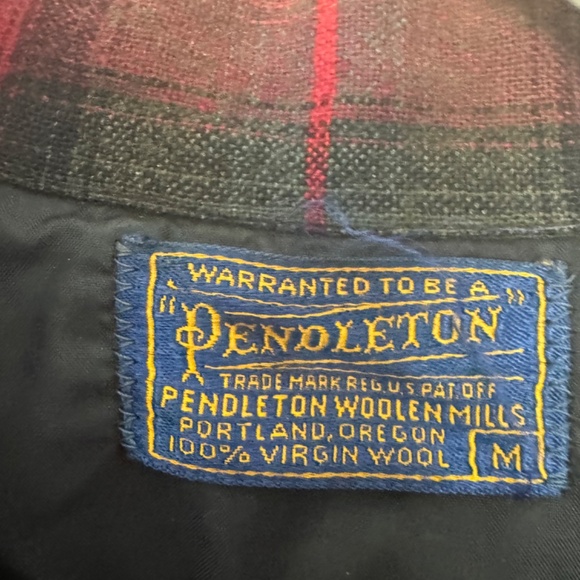 WARRANTED TO BE A
"PENDLETON"
TRADE MARK REG. U.S. PAT. OFF
PENDLETON WOOLEN MILLS
PORTLAND, OREGON
100% VIRGIN WOOL M